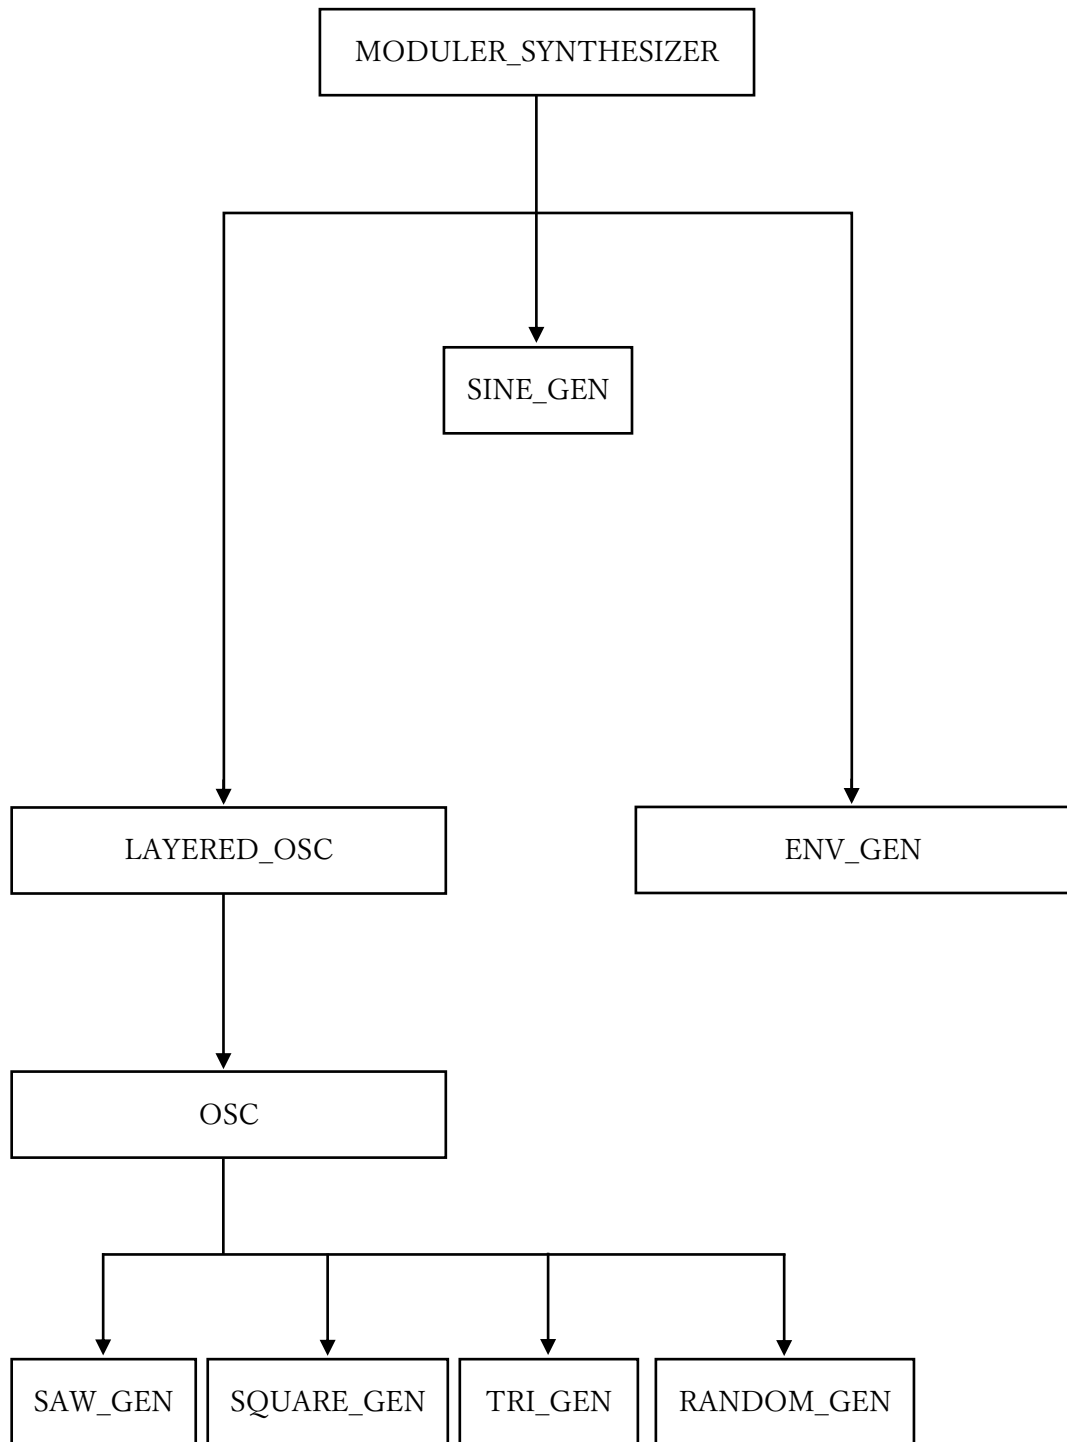 MODULER_SYNTHESIZER
SINE_GEN
LAYERED_OSC
ENV_GEN
OSC
SAW_GEN
SQUARE_GEN
TRI_GEN
RANDOM_GEN